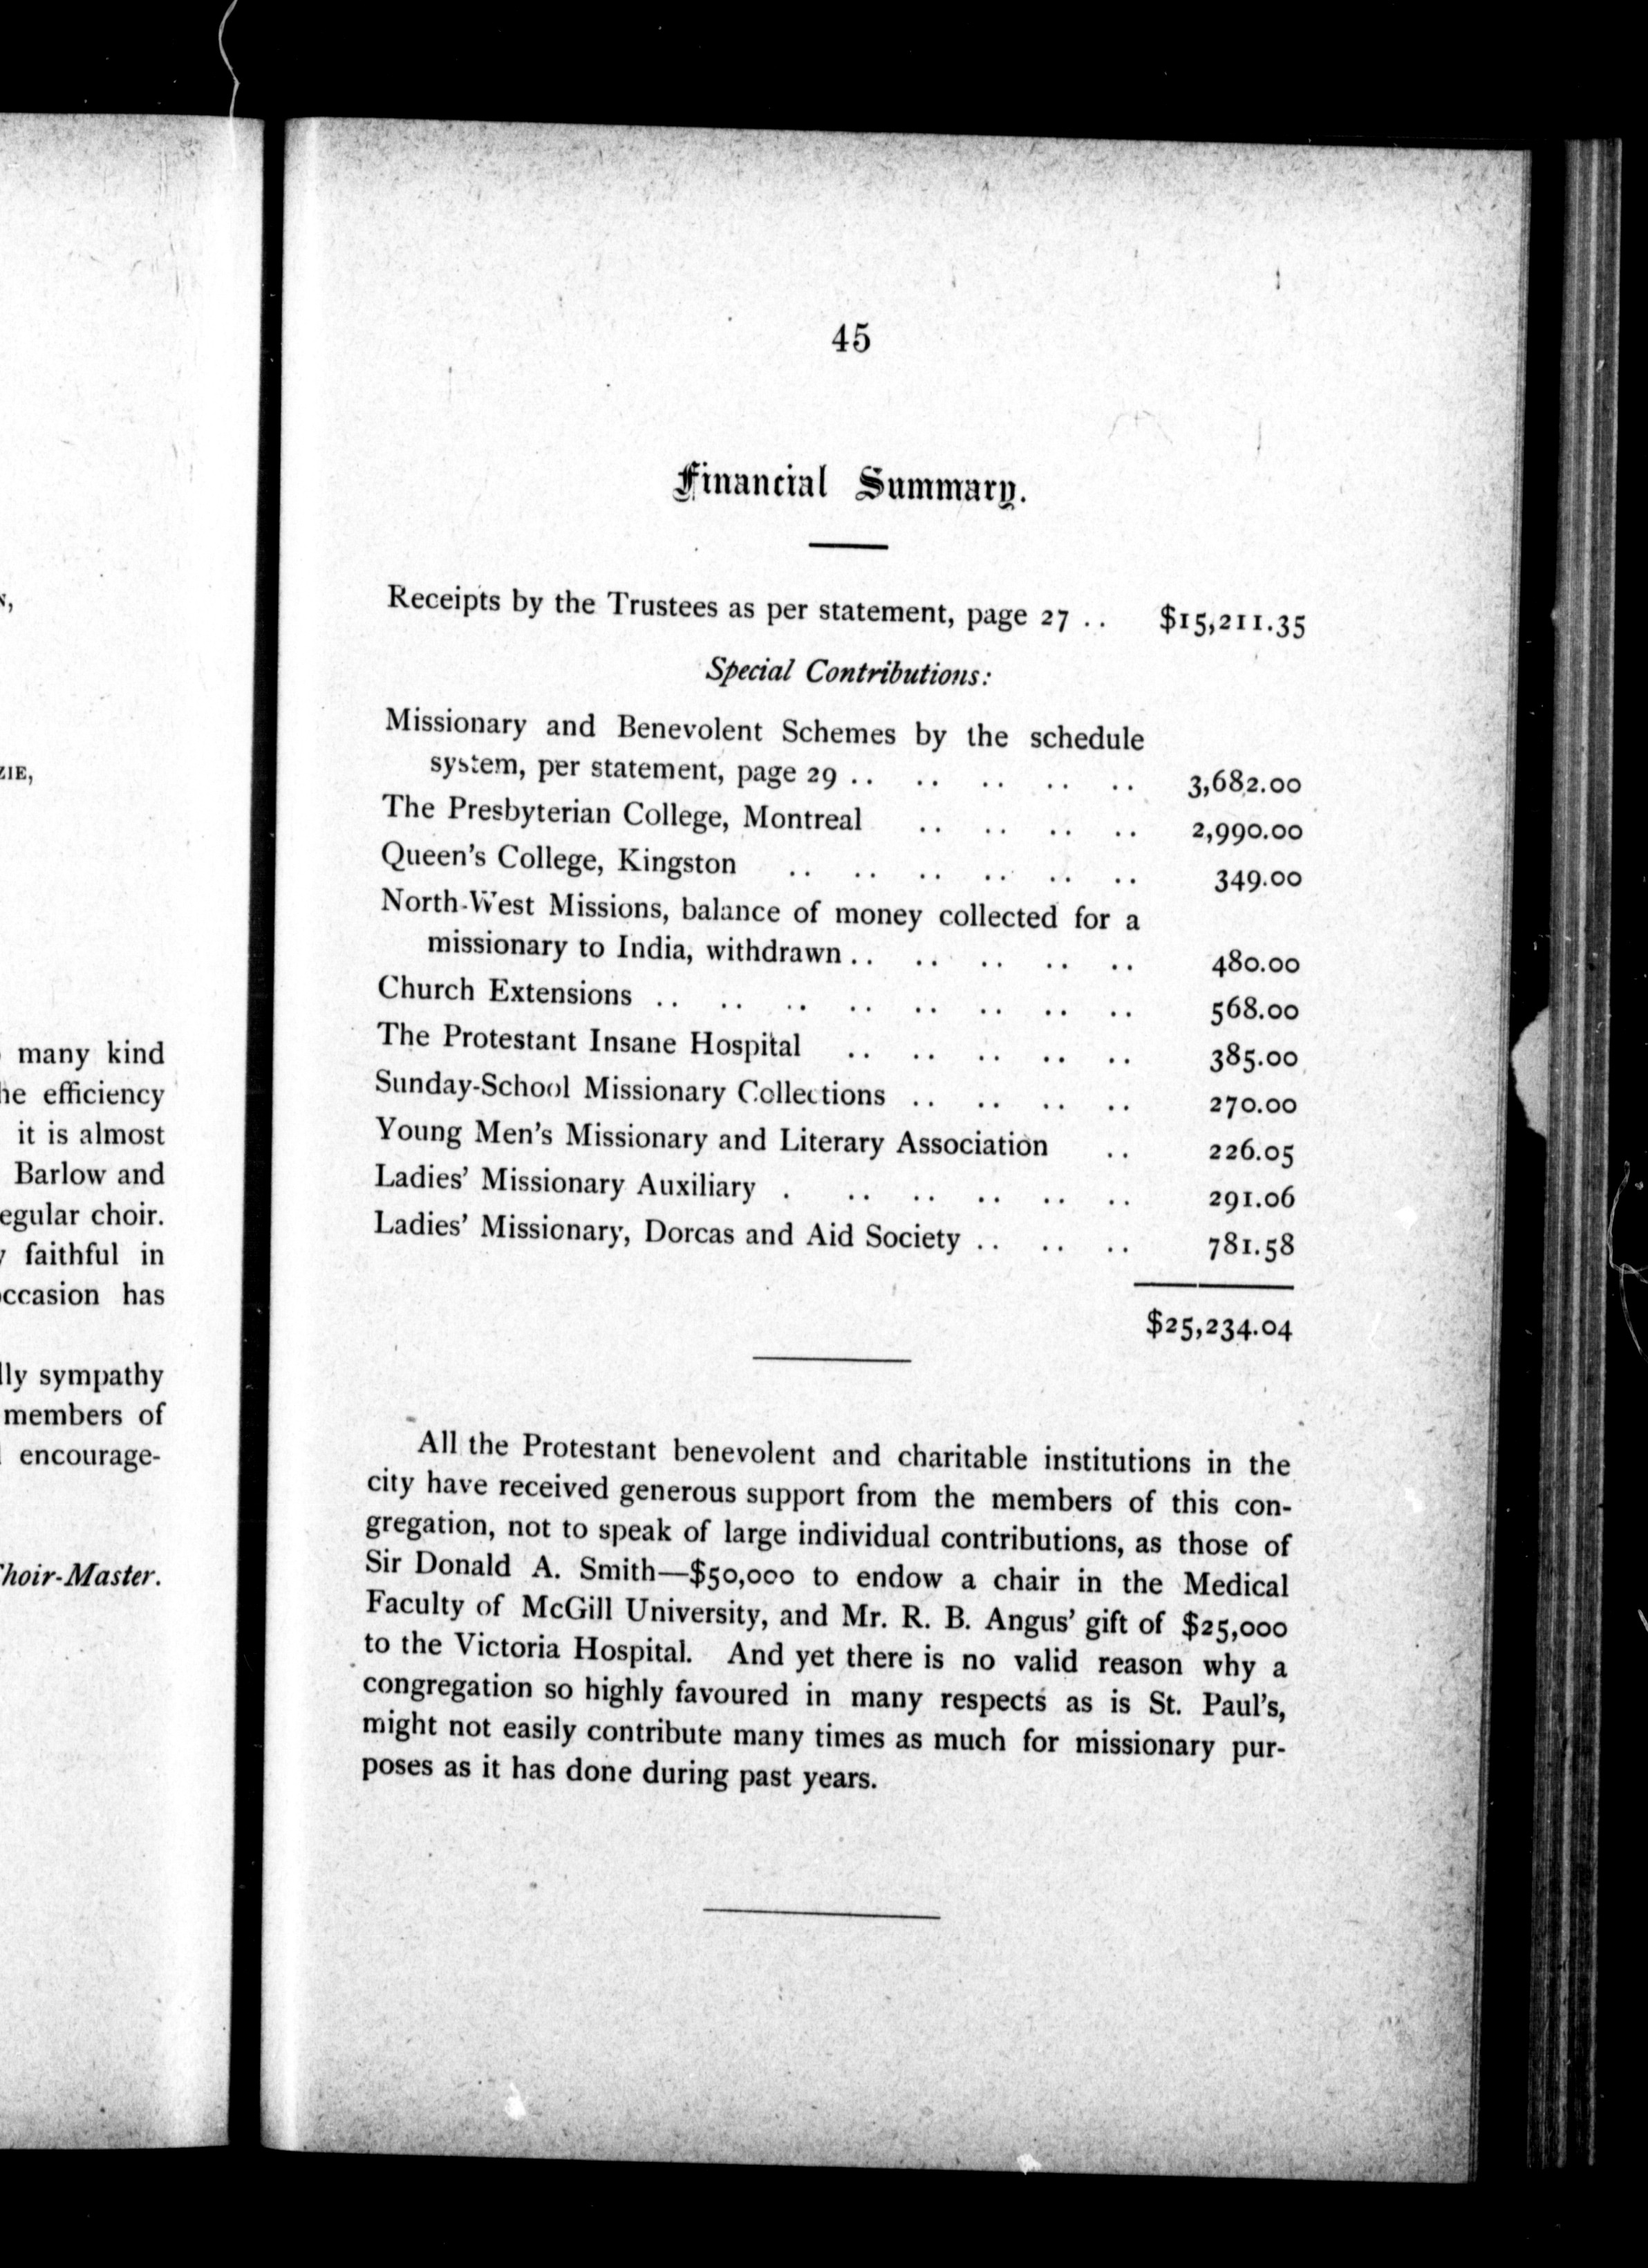 N,
ZIE,
many kind
he efficiency
it is almost
Barlow and
egular choir.
faithful in
occasion has
lly sympathy
members of
encourage-
Choir-Master.
45
Financial Summary.
Receipts by the Trustees as per statement, page 27 .. $15,211.35
Special Contributions:
Missionary and Benevolent Schemes by the schedule
system, per statement, page 29 .. .. .. .. .. 3,682.00
The Presbyterian College, Montreal .. .. .. .. 2,990.00
Queen's College, Kingston .. .. .. .. .. .. 349.00
North-West Missions, balance of money collected for a
missionary to India, withdrawn .. .. .. .. .. 480.00
Church Extensions .. .. .. .. .. .. .. .. 568.00
The Protestant Insane Hospital .. .. .. .. .. 385.00
Sunday-School Missionary Collections .. .. .. .. 270.00
Young Men's Missionary and Literary Association .. 226.05
Ladies' Missionary Auxiliary . .. .. .. .. .. 291.06
Ladies' Missionary, Dorcas and Aid Society .. .. .. 781.58
$25,234.04
All the Protestant benevolent and charitable institutions in the
city have received generous support from the members of this con-
gregation, not to speak of large individual contributions, as those of
Sir Donald A. Smith—$50,000 to endow a chair in the Medical
Faculty of McGill University, and Mr. R. B. Angus' gift of $25,000
to the Victoria Hospital. And yet there is no valid reason why a
congregation so highly favoured in many respects as is St. Paul's,
might not easily contribute many times as much for missionary pur-
poses as it has done during past years.